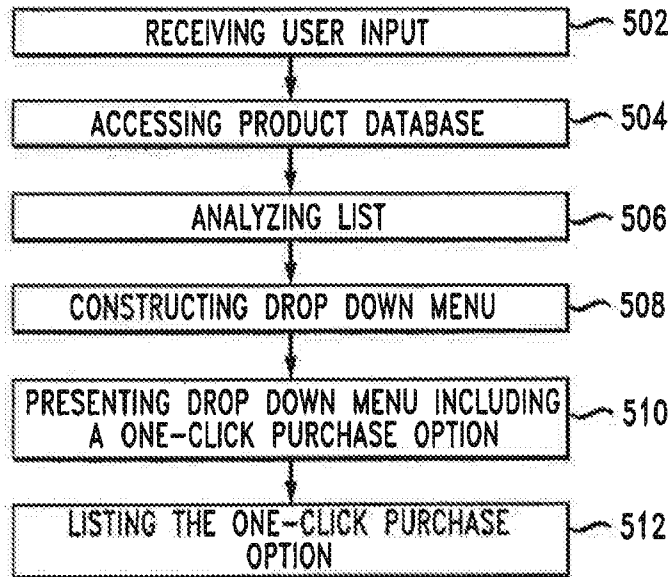 RECEIVING USER INPUT 502
ACCESSING PRODUCT DATABASE 504
ANALYZING LIST 506
CONSTRUCTING DROP DOWN MENU 508
PRESENTING DROP DOWN MENU INCLUDING
A ONE-CLICK PURCHASE OPTION 510
LISTING THE ONE-CLICK PURCHASE
OPTION 512